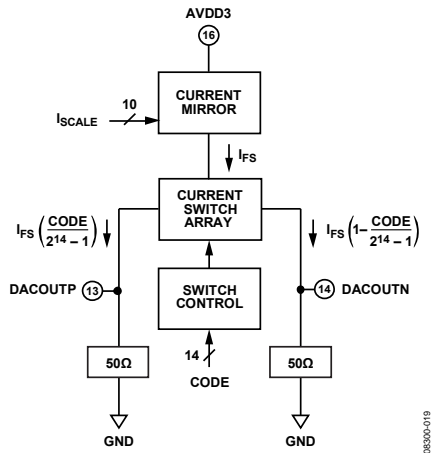 AVDD3
16
CURRENT
MIRROR
10
ISCALE
IFS
CURRENT
SWITCH
ARRAY
IFS(CODE/2^14 – 1)
IFS(1–CODE/2^14 – 1)
DACOUTP 13
14 DACOUTN
SWITCH
CONTROL
14
CODE
50Ω
50Ω
GND
GND
08300-019